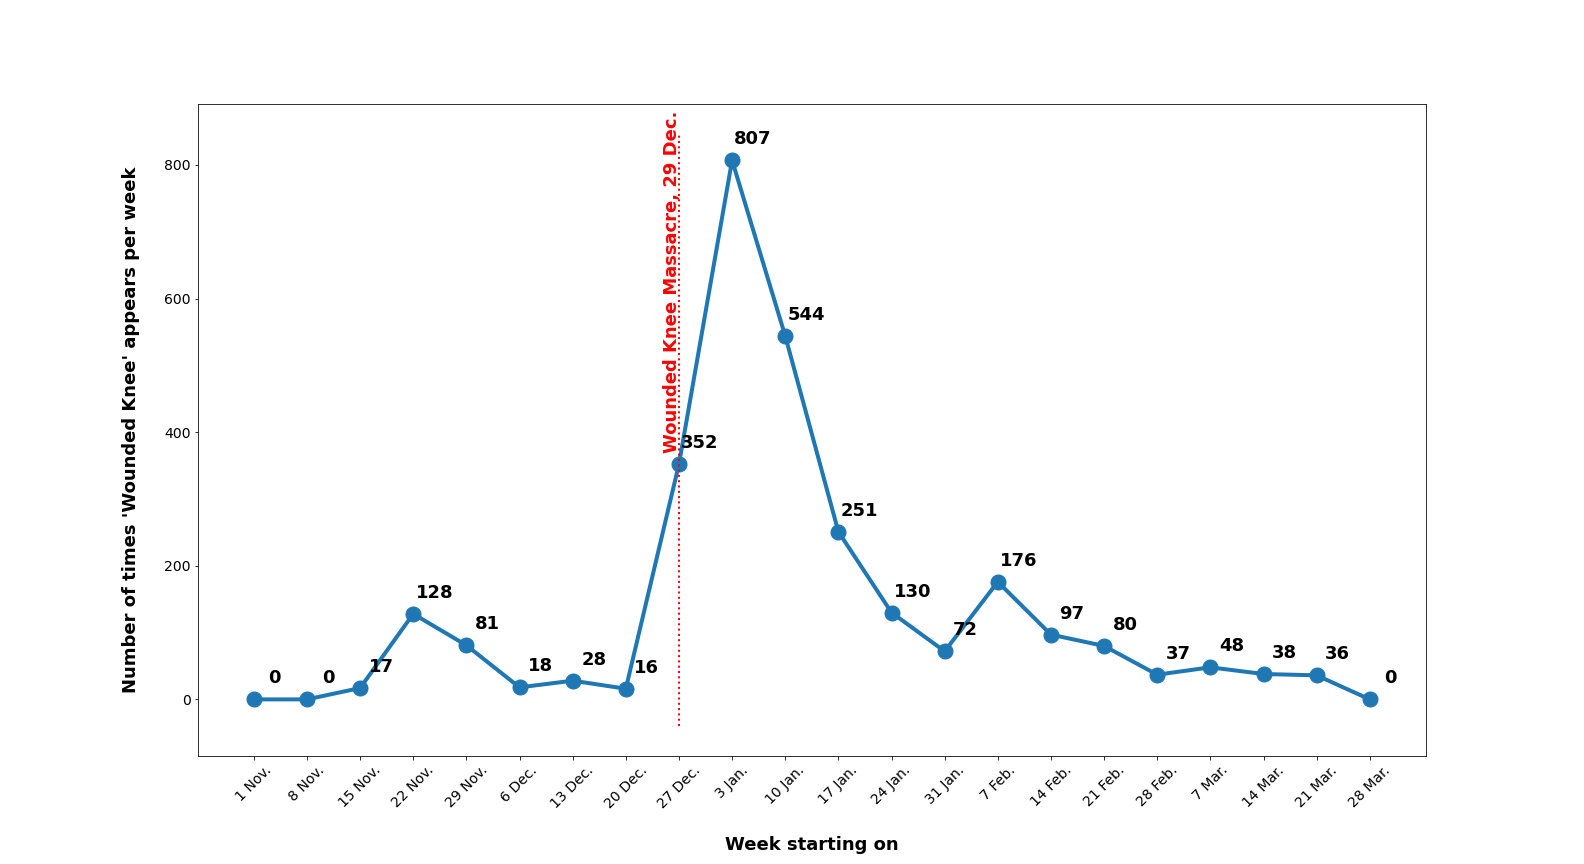 Number of times 'Wounded Knee' appears per week
800
600
400
200
0
Wounded Knee Massacre, 29 Dec.
0
0
17
128
81
18
28
16
352
807
544
251
130
72
176
97
80
37
48
38
36
0
1 Nov.
8 Nov.
15 Nov.
22 Nov.
29 Nov.
6 Dec.
13 Dec.
20 Dec.
27 Dec.
3 Jan.
10 Jan.
17 Jan.
24 Jan.
31 Jan.
7 Feb.
14 Feb.
21 Feb.
28 Feb.
7 Mar.
14 Mar.
21 Mar.
28 Mar.
Week starting on